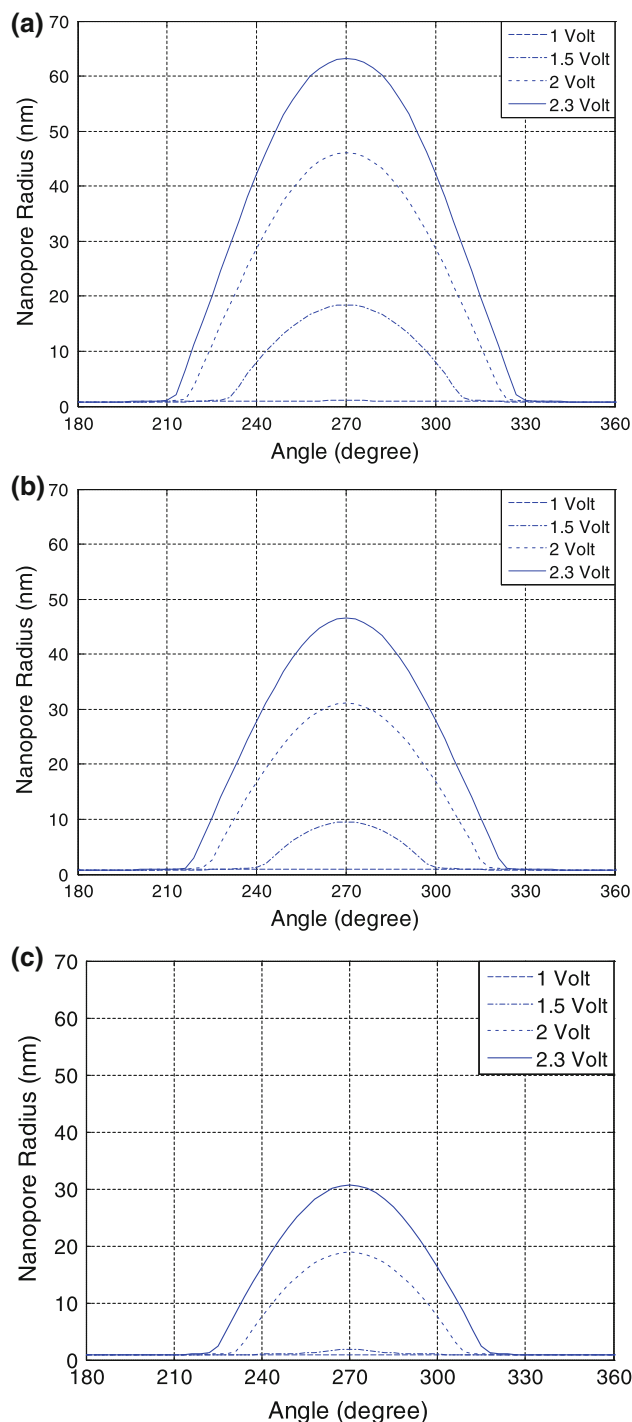 (a)
70
60
50
40
30
20
10
0
Nanopore Radius (nm)
1 Volt
1.5 Volt
2 Volt
2.3 Volt
180 210 240 270 300 330 360
Angle (degree)
(b)
70
60
50
40
30
20
10
0
Nanopore Radius (nm)
1 Volt
1.5 Volt
2 Volt
2.3 Volt
180 210 240 270 300 330 360
Angle (degree)
(c)
70
60
50
40
30
20
10
0
Nanopore Radius (nm)
1 Volt
1.5 Volt
2 Volt
2.3 Volt
180 210 240 270 300 330 360
Angle (degree)